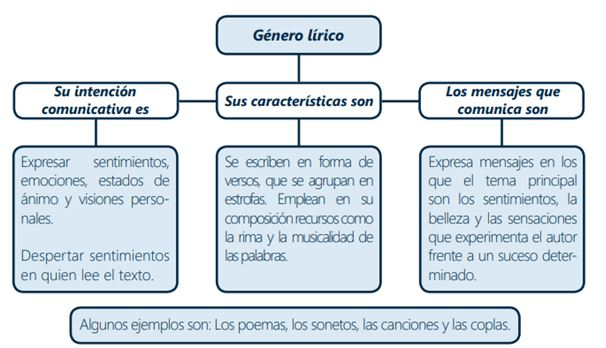 Género lírico
Su intención
comunicativa es
Sus características son
Los mensajes que
comunica son
Expresar sentimientos,
emociones, estados de
ánimo y visiones perso-
nales.
Despertar sentimientos
en quien lee el texto.
Se escriben en forma de
versos, que se agrupan en
estrofas. Emplean en su
composición recursos como
la rima y la musicalidad de
las palabras.
Expresa mensajes en los
que el tema principal
son los sentimientos, la
belleza y las sensaciones
que experimenta el autor
frente a un suceso deter-
minado.
Algunos ejemplos son: Los poemas, los sonetos, las canciones y las coplas.